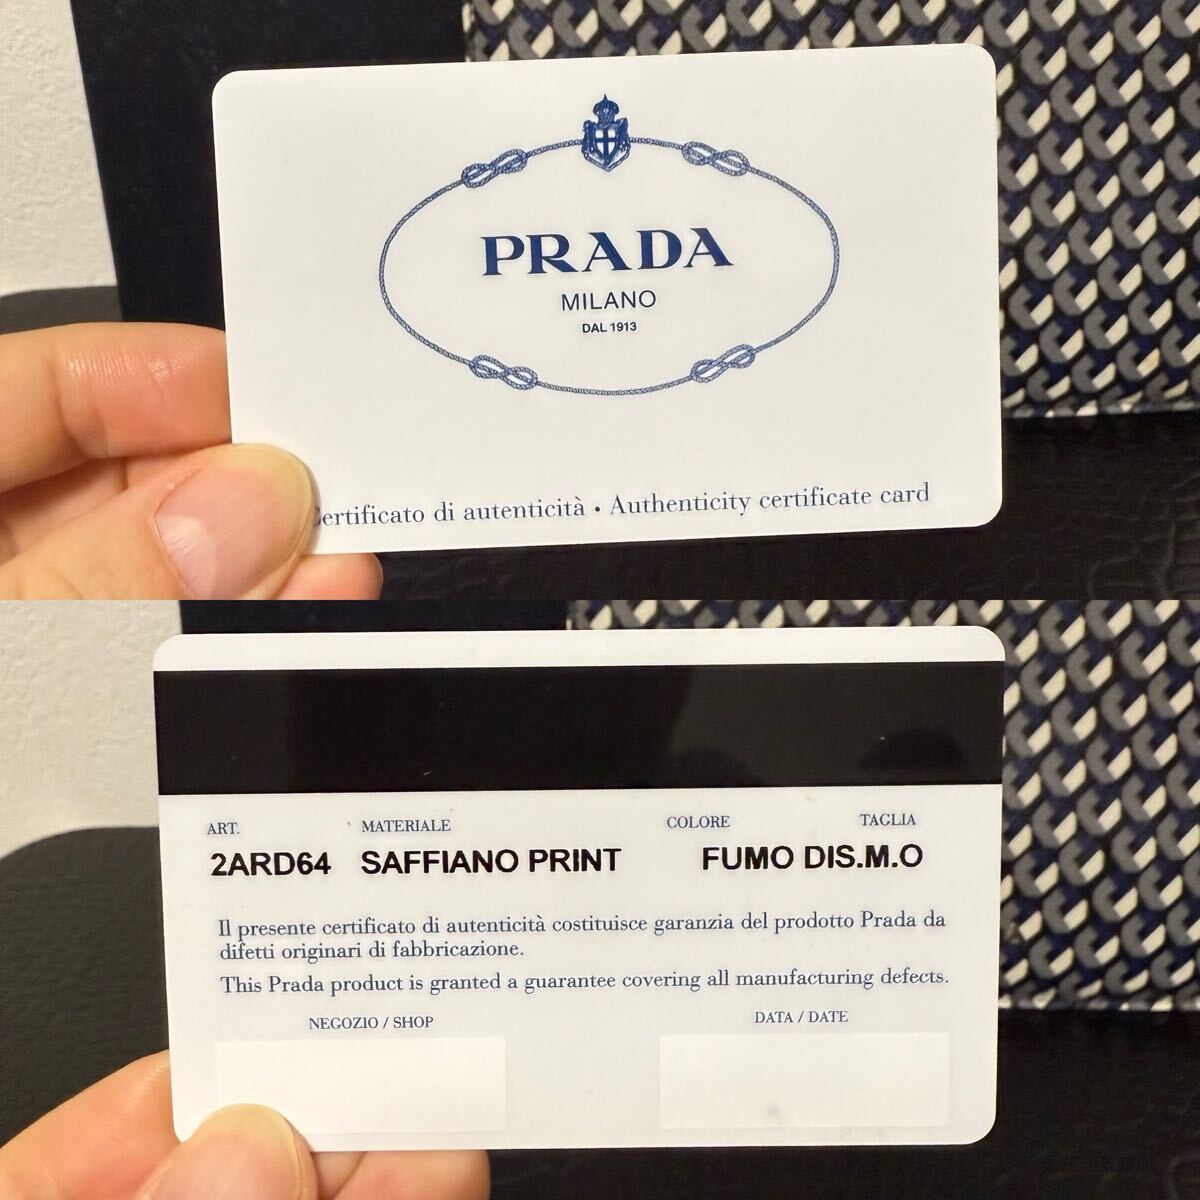 PRADA
MILANO
DAL 1913
ertificato di autenticità • Authenticity certificate card
ART. MATERIALE COLORE TAGLIA
2ARD64 SAFFIANO PRINT FUMO DIS.M.O
Il presente certificato di autenticità costituisce garanzia del prodotto Prada da
difetti originari di fabbricazione.
This Prada product is granted a guarantee covering all manufacturing defects.
NEGOZIO / SHOP DATA / DATE